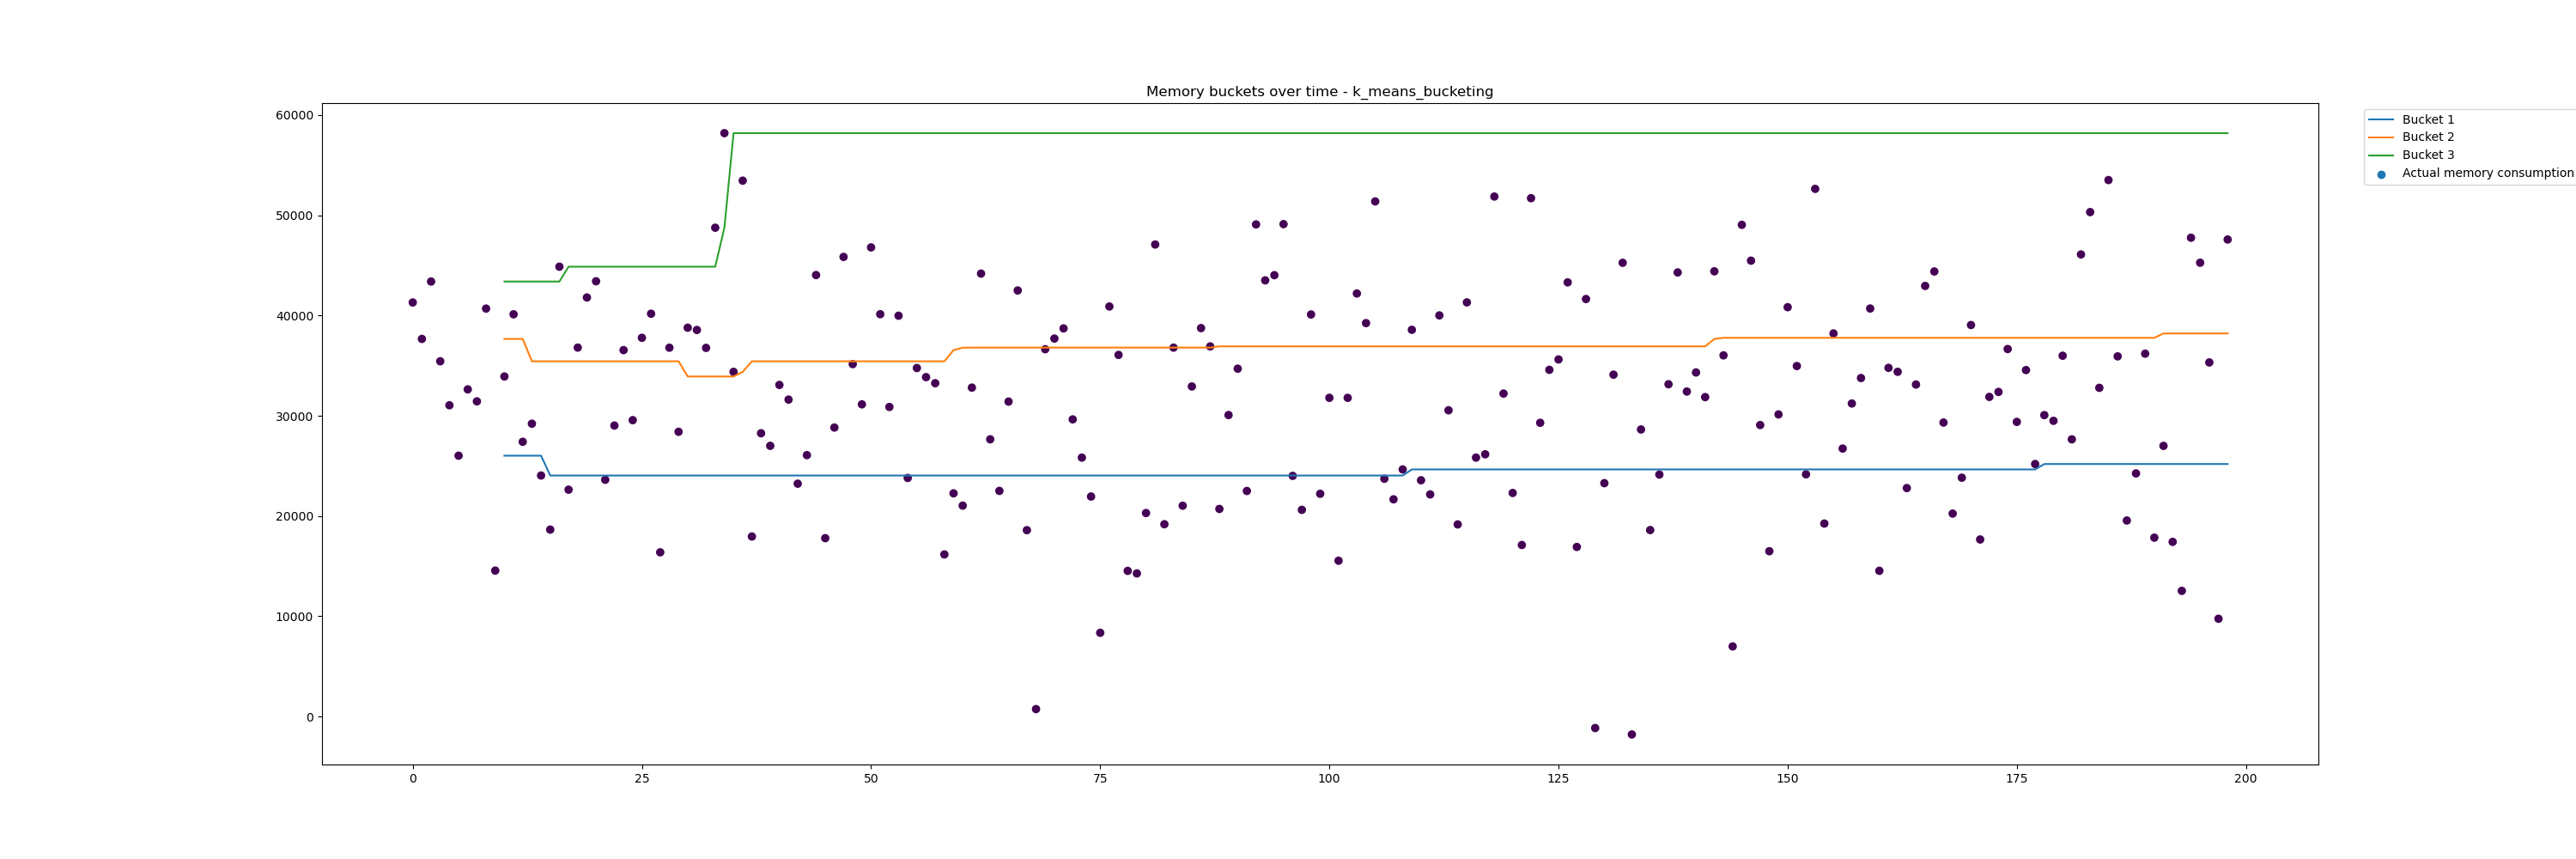 Memory buckets over time - k_means_bucketing
60000
50000
40000
30000
20000
10000
0
0 25 50 75 100 125 150 175 200
Bucket 1
Bucket 2
Bucket 3
Actual memory consumption